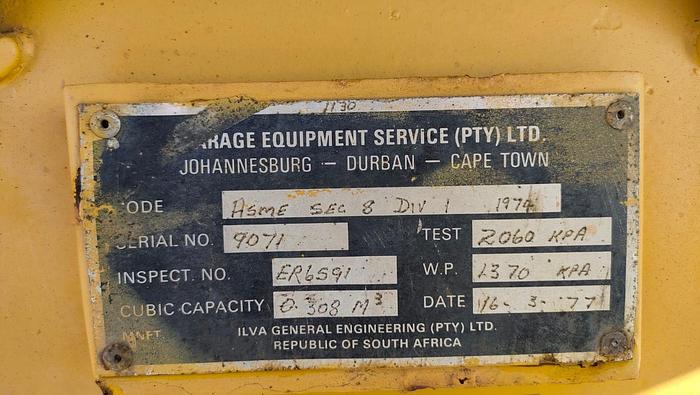 1130
ARAGE EQUIPMENT SERVICE (PTY) LTD.
JOHANNESBURG — DURBAN — CAPE TOWN
ODE ASME SEC 8 DIV 1 1974
SERIAL NO. 9071 TEST 2060 KPA
INSPECT. NO. ER6591 W.P. 1370 KPA
CUBIC CAPACITY 0.308 M³ DATE 16-3-77
MNFT ILVA GENERAL ENGINEERING (PTY) LTD.
REPUBLIC OF SOUTH AFRICA